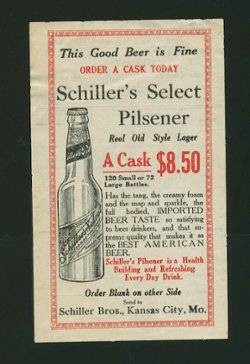 This Good Beer is Fine
ORDER A CASK TODAY
Schiller's Select
Pilsener
Real Old Style Lager
A Cask $8.50
120 Small or 72
Large Bottles.
Has the tang, the creamy foam
and the snap and sparkle, the
full bodied, IMPORTED
BEER TASTE so satisfying
to beer drinkers, and that su-
preme quality that makes it as
the BEST AMERICAN
BEER.
Schiller's Pilsener is a Health
Building and Refreshing
Every Day Drink.
Order Blank on other Side
Send to
Schiller Bros., Kansas City, Mo.